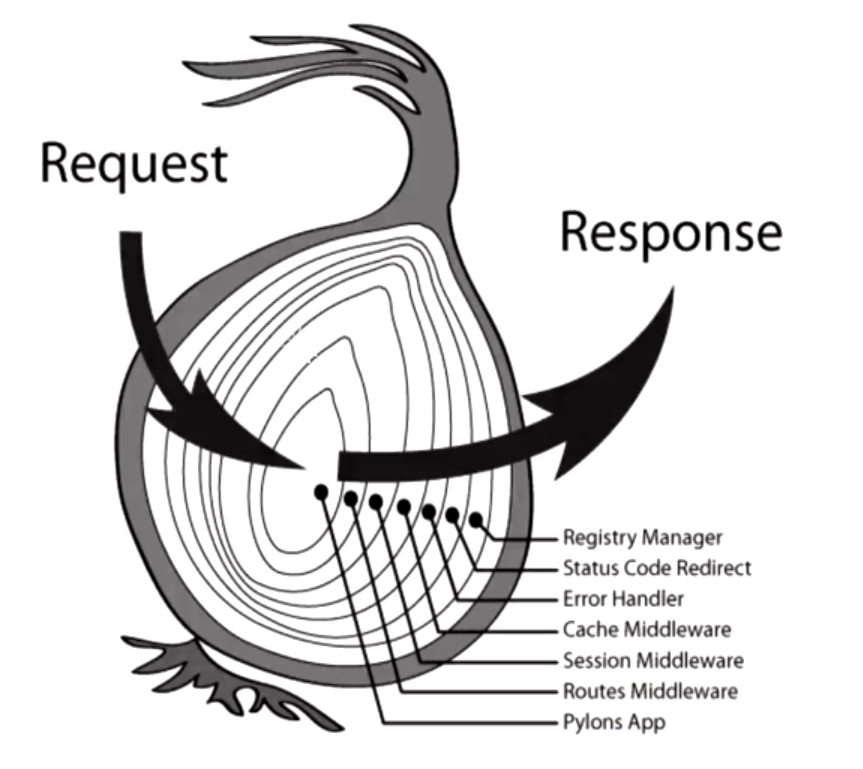 Request
Response
Registry Manager
Status Code Redirect
Error Handler
Cache Middleware
Session Middleware
Routes Middleware
Pylons App